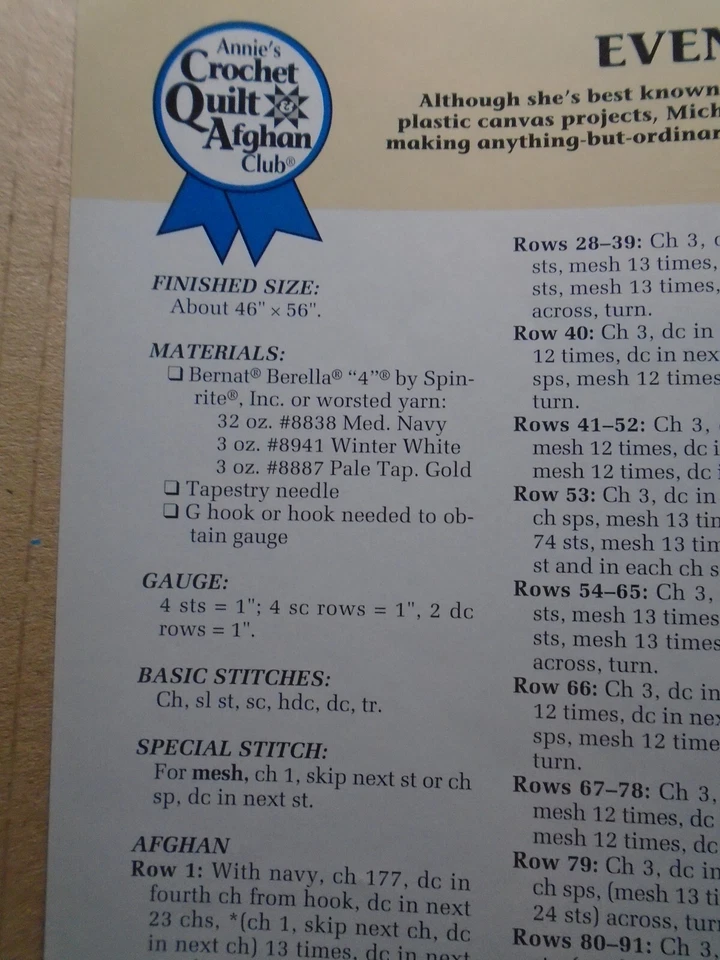 Annie's
Crochet
Quilt &
Afghan
Club®
EVEN
Although she's best known
plastic canvas projects, Mich
making anything-but-ordinar
FINISHED SIZE:
About 46" × 56".
MATERIALS:
❏ Bernat® Berella® “4”® by Spin-
rite®, Inc. or worsted yarn:
32 oz. #8838 Med. Navy
3 oz. #8941 Winter White
3 oz. #8887 Pale Tap. Gold
❏ Tapestry needle
❏ G hook or hook needed to ob-
tain gauge
GAUGE:
4 sts = 1"; 4 sc rows = 1", 2 dc
rows = 1".
BASIC STITCHES:
Ch, sl st, sc, hdc, dc, tr.
SPECIAL STITCH:
For mesh, ch 1, skip next st or ch
sp, dc in next st.
AFGHAN
Row 1: With navy, ch 177, dc in
fourth ch from hook, dc in next
23 chs, *(ch 1, skip next ch, dc
in next ch) 13 times, dc in next
Rows 28–39: Ch 3,
sts, mesh 13 times,
sts, mesh 13 times,
across, turn.
Row 40: Ch 3, dc in
12 times, dc in nex
sps, mesh 12 times
turn.
Rows 41–52: Ch 3,
mesh 12 times, dc i
mesh 12 times, dc i
Row 53: Ch 3, dc in
ch sps, mesh 13 tim
74 sts, mesh 13 tim
st and in each ch s
Rows 54–65: Ch 3,
sts, mesh 13 times
sts, mesh 13 times
across, turn.
Row 66: Ch 3, dc in
12 times, dc in nex
sps, mesh 12 time
turn.
Rows 67–78: Ch 3,
mesh 12 times, dc
mesh 12 times, dc
Row 79: Ch 3, dc in
ch sps, (mesh 13 ti
24 sts) across, turn
Rows 80–91: Ch 3,